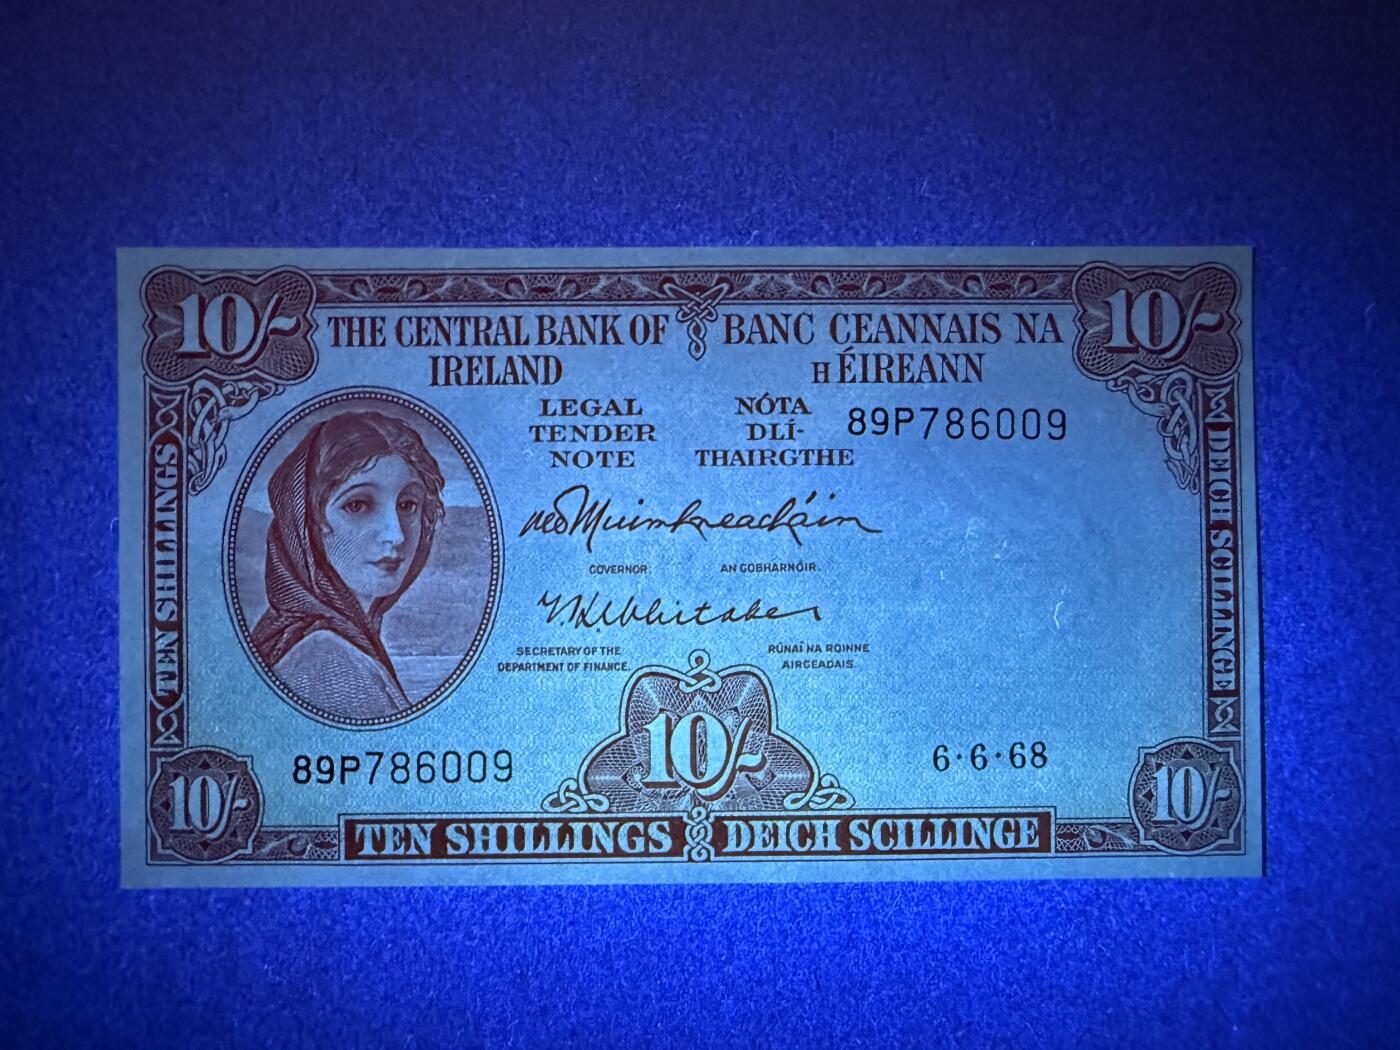 10/-
10/-
THE CENTRAL BANK OF IRELAND
BANC CEANNAIS NA hÉIREANN
LEGAL TENDER NOTE
NÓTA DLÍ-THAIRGTHE
89P786009
TEN SHILLINGS
DEICH SCILLINGE
GOVERNOR.
AN GOBHARNÓIR.
T.K. Whitaker
SECRETARY OF THE
DEPARTMENT OF FINANCE.
RÚNAÍ NA ROINNE
AIRGEADAIS.
89P786009
10/-
6·6·68
10/-
10/-
TEN SHILLINGS
DEICH SCILLINGE